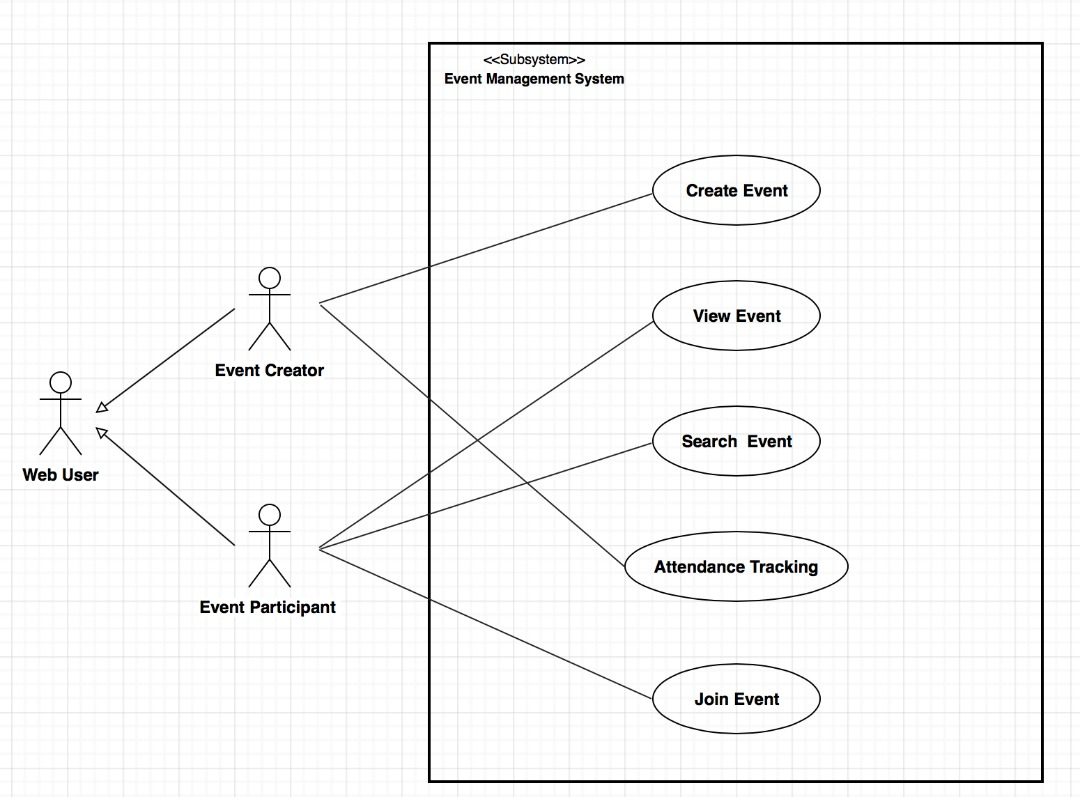 <<Subsystem>>
Event Management System
Create Event
View Event
Event Creator
Search  Event
Web User
Attendance Tracking
Event Participant
Join Event